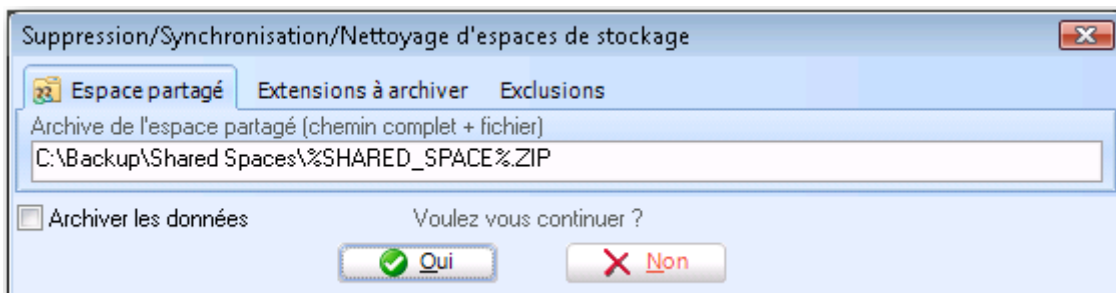 Suppression/Synchronisation/Nettoyage d'espaces de stockage
Espace partagé Extensions à archiver Exclusions
Archive de l'espace partagé (chemin complet + fichier)
C:\Backup\Shared Spaces\%SHARED_SPACE%.ZIP
Archiver les données Voulez vous continuer ?
Oui Non